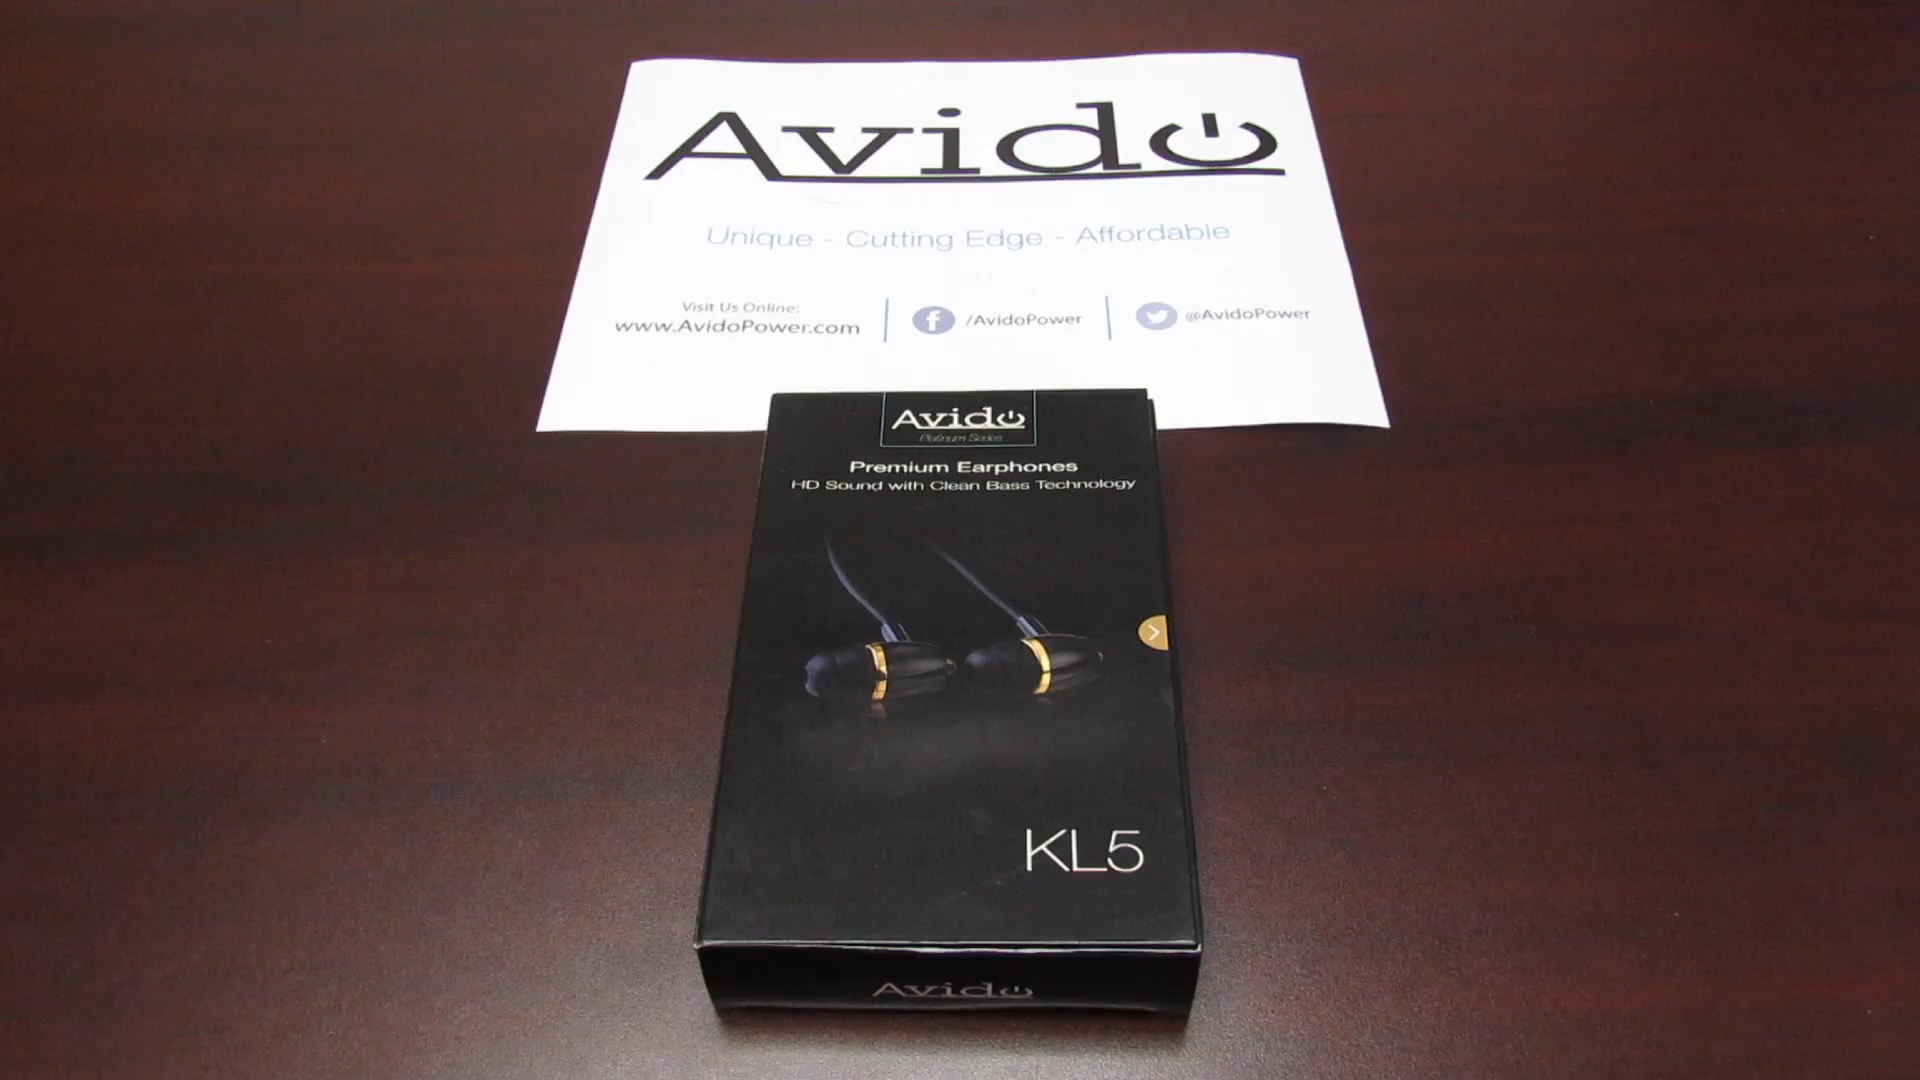 Avido
Unique - Cutting Edge - Affordable
Visit Us Online:
www.AvidoPower.com
/AvidoPower
@AvidoPower
Avido
Platinum Series
Premium Earphones
HD Sound with Clean Bass Technology
KL5
Avido